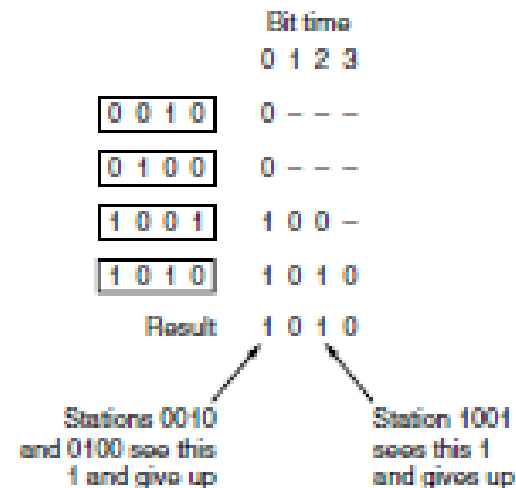 Bit time
0 1 2 3
0 0 1 0 0 – – –
0 1 0 0 0 – – –
1 0 0 1 1 0 0 –
1 0 1 0 1 0 1 0
Result 1 0 1 0
Stations 0010
and 0100 see this
1 and give up
Station 1001
sees this 1
and gives up